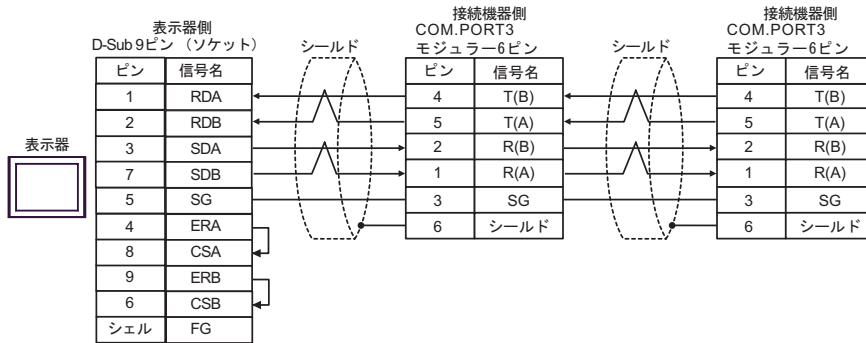 表示器
表示器側
D-Sub 9ピン （ソケット）
ピン 信号名
1 RDA
2 RDB
3 SDA
7 SDB
5 SG
4 ERA
8 CSA
9 ERB
6 CSB
シェル FG
シールド
接続機器側
COM.PORT3
モジュラー6ピン
ピン 信号名
4 T(B)
5 T(A)
2 R(B)
1 R(A)
3 SG
6 シールド
シールド
接続機器側
COM.PORT3
モジュラー6ピン
ピン 信号名
4 T(B)
5 T(A)
2 R(B)
1 R(A)
3 SG
6 シールド